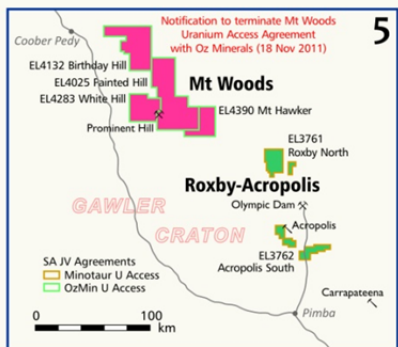 Notification to terminate Mt Woods
Uranium Access Agreement
with Oz Minerals (18 Nov 2011)
5
Coober Pedy
EL4132 Birthday Hill
EL4025 Fainted Hill
Mt Woods
EL4283 White Hill
EL4390 Mt Hawker
Prominent Hill
EL3761
Roxby North
Roxby-Acropolis
Olympic Dam
GAWLER
CRATON
Acropolis
EL3762
Acropolis South
SA JV Agreements
Minotaur U Access
OzMin U Access
Carrapateena
Pimba
0
100
km